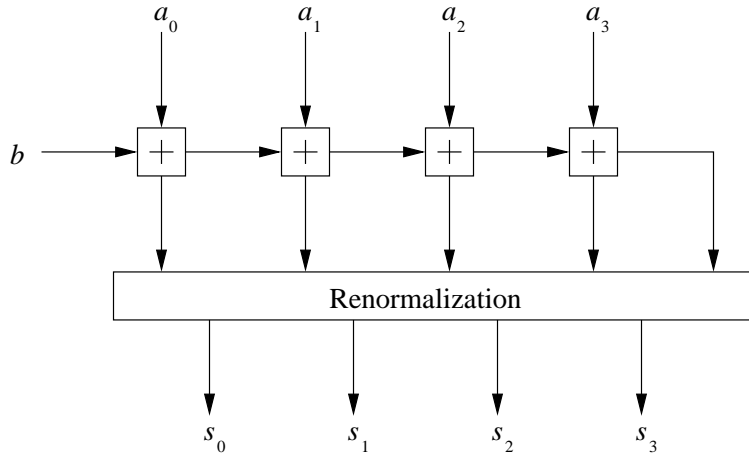 a₀ a₁ a₂ a₃
b + + + +
Renormalization
s₀ s₁ s₂ s₃